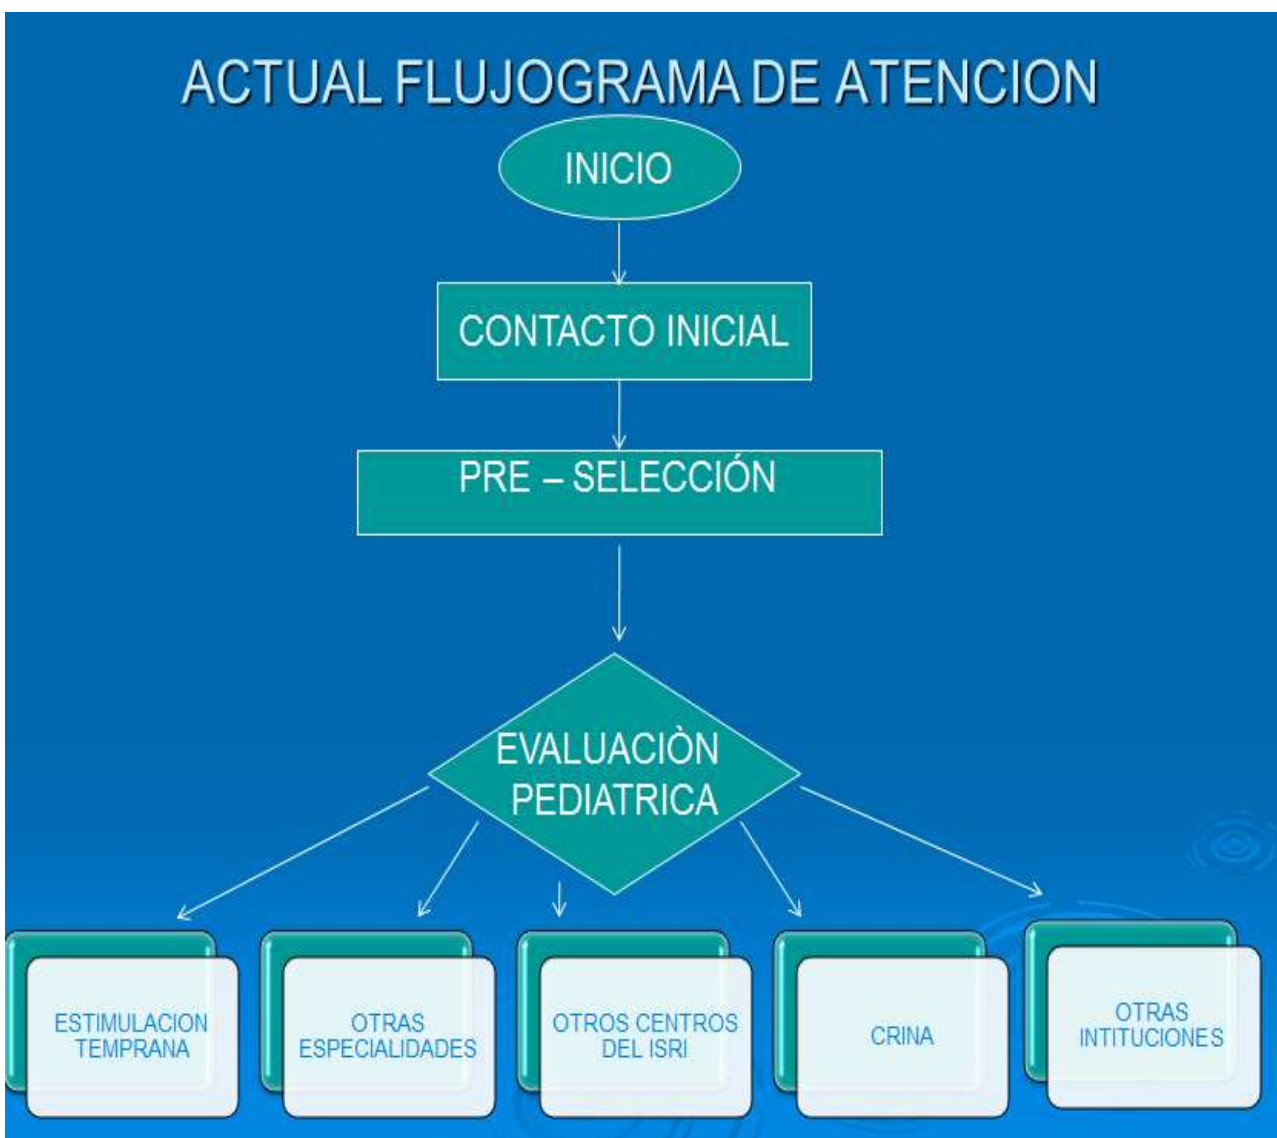 ACTUAL FLUJOGRAMA DE ATENCION
INICIO
CONTACTO INICIAL
PRE – SELECCIÓN
EVALUACIÒN
PEDIATRICA
ESTIMULACION
TEMPRANA
OTRAS
ESPECIALIDADES
OTROS CENTROS
DEL ISRI
CRINA
OTRAS
INTITUCIONES